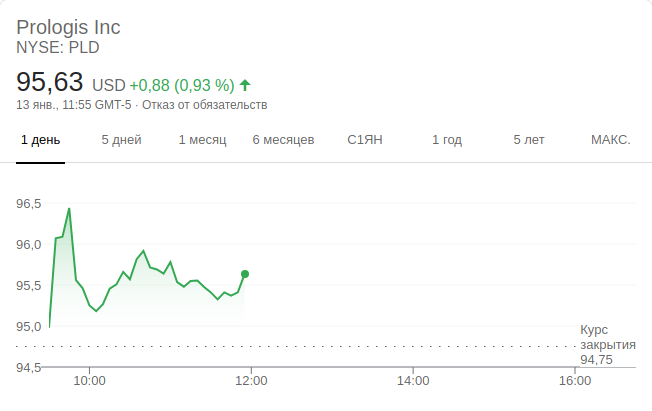 Prologis Inc
NYSE: PLD
95,63 USD +0,88 (0,93 %)
13 янв., 11:55 GMT-5 · Отказ от обязательств
1 день 5 дней 1 месяц 6 месяцев С1ЯН 1 год 5 лет МАКС.
96,5
96,0
95,5
95,0
Курс
закрытия
94,75
94,5
10:00 12:00 14:00 16:00